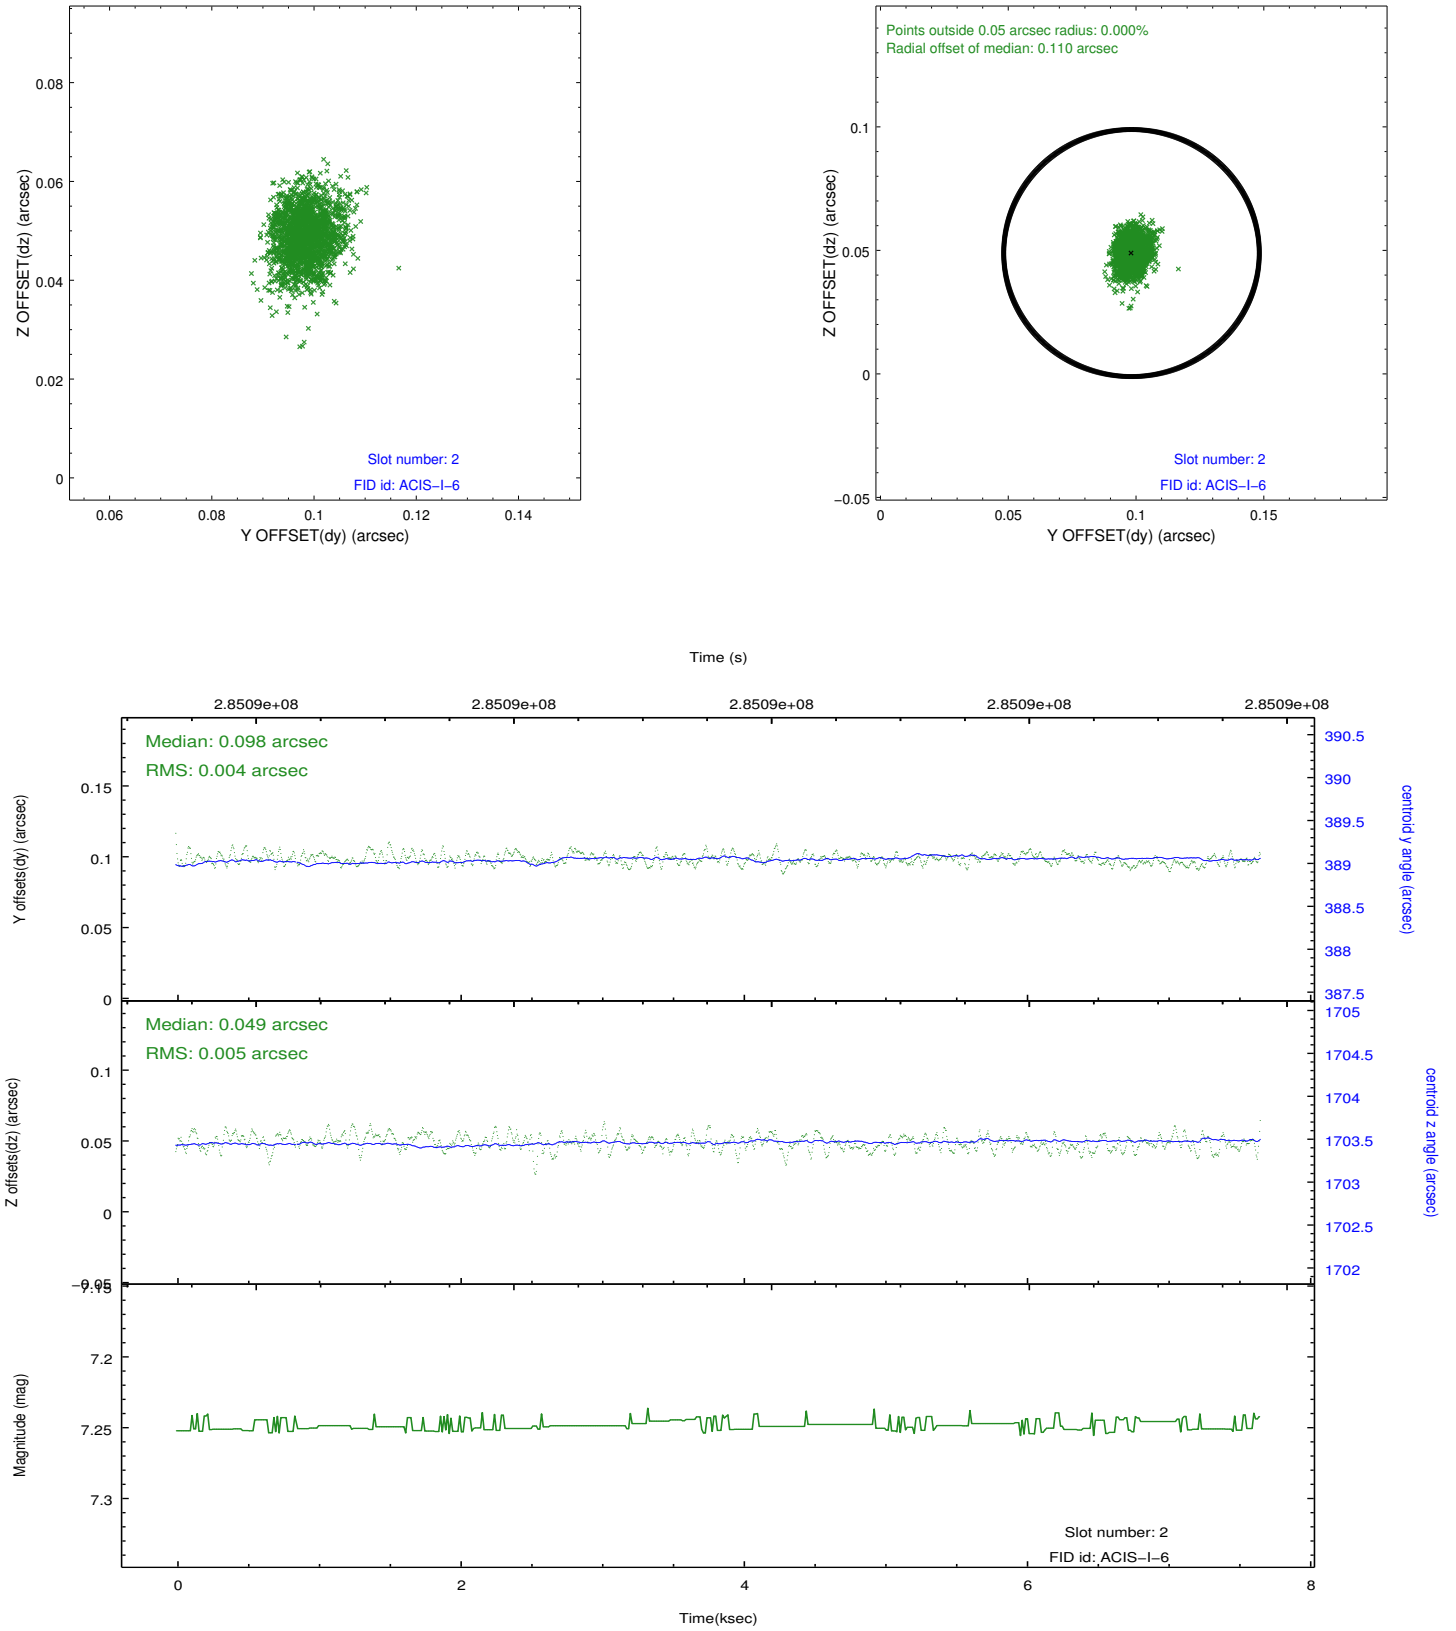 0.08
0.06
0.04
0.02
0
Z OFFSET(dz) (arcsec)
Slot number: 2
FID id: ACIS−I−6
0.06
0.08
0.1
0.12
0.14
Y OFFSET(dy) (arcsec)
Points outside 0.05 arcsec radius: 0.000%
Radial offset of median: 0.110 arcsec
0.1
0.05
0
−0.05
Z OFFSET(dz) (arcsec)
Slot number: 2
FID id: ACIS−I−6
0
0.05
0.1
0.15
Y OFFSET(dy) (arcsec)
Time (s)
2.8509e+08
2.8509e+08
2.8509e+08
2.8509e+08
2.8509e+08
Median: 0.098 arcsec
RMS: 0.004 arcsec
0.15
0.1
0.05
0
Y offsets(dy) (arcsec)
390.5
390
389.5
389
388.5
388
387.5
centroid y angle (arcsec)
Median: 0.049 arcsec
RMS: 0.005 arcsec
0.1
0.05
0
−0.05
Z offsets(dz) (arcsec)
1705
1704.5
1704
1703.5
1703
1702.5
1702
centroid z angle (arcsec)
7.15
7.2
7.25
7.3
Magnitude (mag)
Slot number: 2
FID id: ACIS−I−6
0
2
4
6
8
Time(ksec)